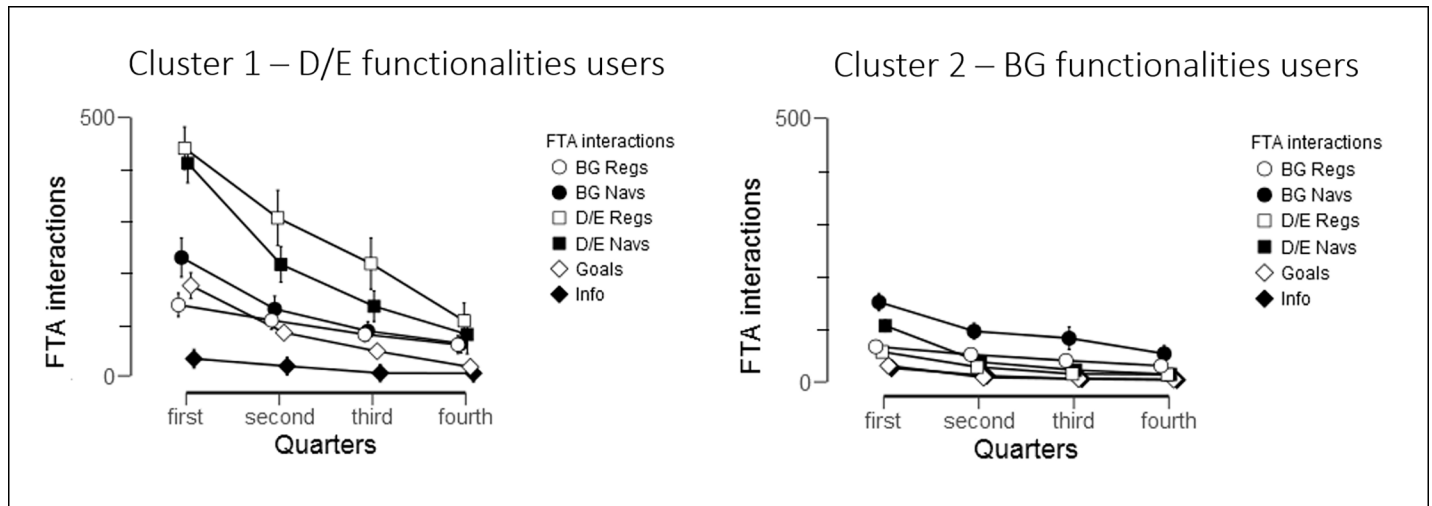 Cluster 1 – D/E functionalities users
500
0
FTA interactions
first second third fourth
Quarters
FTA interactions
BG Regs
BG Navs
D/E Regs
D/E Navs
Goals
Info
Cluster 2 – BG functionalities users
500
0
FTA interactions
first second third fourth
Quarters
FTA interactions
BG Regs
BG Navs
D/E Regs
D/E Navs
Goals
Info